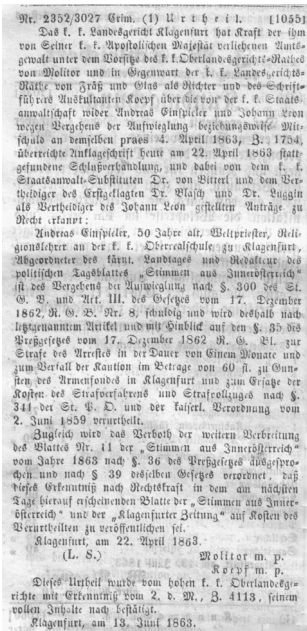 Nr. 2352/3027 Crim. (1) Urtheil. [1055]
Das k. k. Landesgericht Klagenfurt hat Kraft der ihm
von Seiner k. k. Apostolischen Majestät verliehenen Amts-
gewalt unter dem Vorsitze des k. k. Oberlandesgerichts-Rathes
von Molitor und in Gegenwart der k. k. Landesgerichts
Räthe von Fräß und Glas als Richter und des Schrift-
führers Auskultanten Koepf über die von der k. k. Staats-
anwaltschaft wider Andreas Einspieler und Johann Leon
wegen Vergehens der Aufwieglung beziehungsweise Mit-
schuld an demselben praes 4. April 1863, Z. 1754,
überreichte Anklageschrift heute am 22. April 1863 statt-
gefundene Schlußverhandlung, und dabei von dem k. k.
Staatsanwalt-Substituten Dr. von Vittrel und dem Ver-
theidiger des Erstgeklagten Dr. Blasch und Dr. Luggin
als Vertheidiger des Johann Leon gestellten Anträge zu
Recht erkannt:
Andreas Einspieler, 50 Jahre alt, Weltpriester, Reli-
gionslehrer an der k. k. Oberrealschule zu Klagenfurt,
Abgeordneter des kärnt. Landtages und Redakteur des
politischen Tagsblattes „Stimmen aus Innerösterreich“
ist des Vergehens der Aufwieglung nach §. 300 des St.
G. B. und Art. III. des Gesetzes vom 17. Dezember
1862, R. G. B. Nr. 8, schuldig und wird deshalb nach
letztgenanntem Artikel und mit Hinblick auf den §. 35 des
Preßgesetzes vom 17. Dezember 1862 R. G. Bl. zur
Strafe des Arrestes in der Dauer von Einem Monate und
zum Verfall der Kaution im Betrage von 60 fl. zu Gun-
sten des Armenfondes in Klagenfurt und zum Ersatze der
Kosten des Strafverfahrens und Strafvollzuges nach §.
341 der St. P. O. und der kaiserl. Verordnung vom
2. Juni 1859 verurtheilt.
Zugleich wird das Verboth der weitern Verbreitung
des Blattes Nr. 11 der „Stimmen aus Innerösterreich“
vom Jahre 1863 nach §. 36 des Preßgesetzes ausgespro-
chen und nach § 39 desselben Gesetzes verordnet, daß
dieses Erkenntniß nach Rechtskraft in dem am nächsten
Tage hierauf erscheinenden Blatte der „Stimmen aus Inner-
österreich“ und der „Klagenfurter Zeitung“ auf Kosten des
Verurtheilten zu veröffentlichen sei.
Klagenfurt, am 22. April 1863.
(L. S.) Molitor m. p.
Koepf m. p.
Dieses Urtheil wurde vom hohen k. k. Oberlandesge-
richte mit Erkenntniß vom 2. d. M., Z. 4113, seinem
vollen Inhalte nach bestätigt.
Klagenfurt, am 13. Juni 1863.